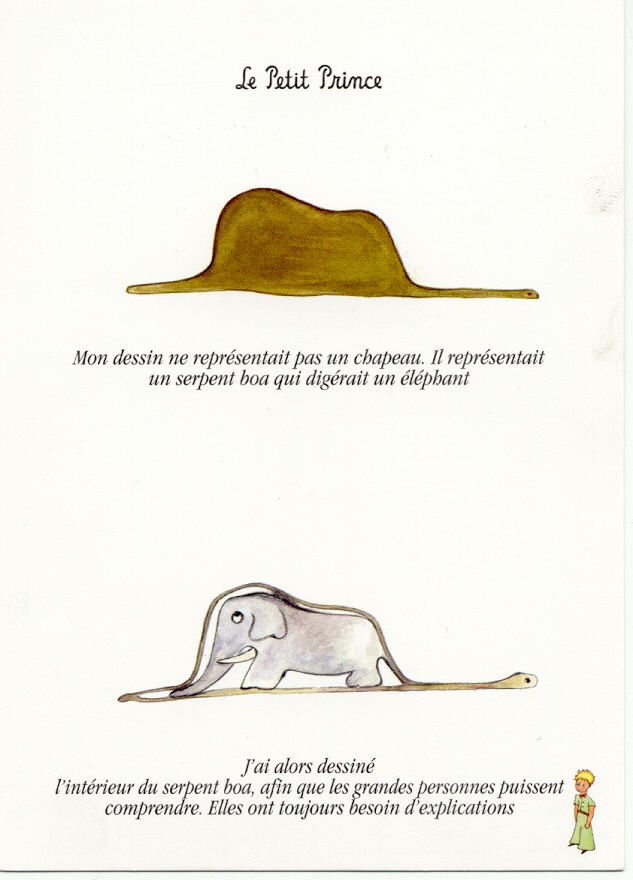 Le Petit Prince
Mon dessin ne représentait pas un chapeau. Il représentait
un serpent boa qui digérait un éléphant
J'ai alors dessiné
l'intérieur du serpent boa, afin que les grandes personnes puissent
comprendre. Elles ont toujours besoin d'explications